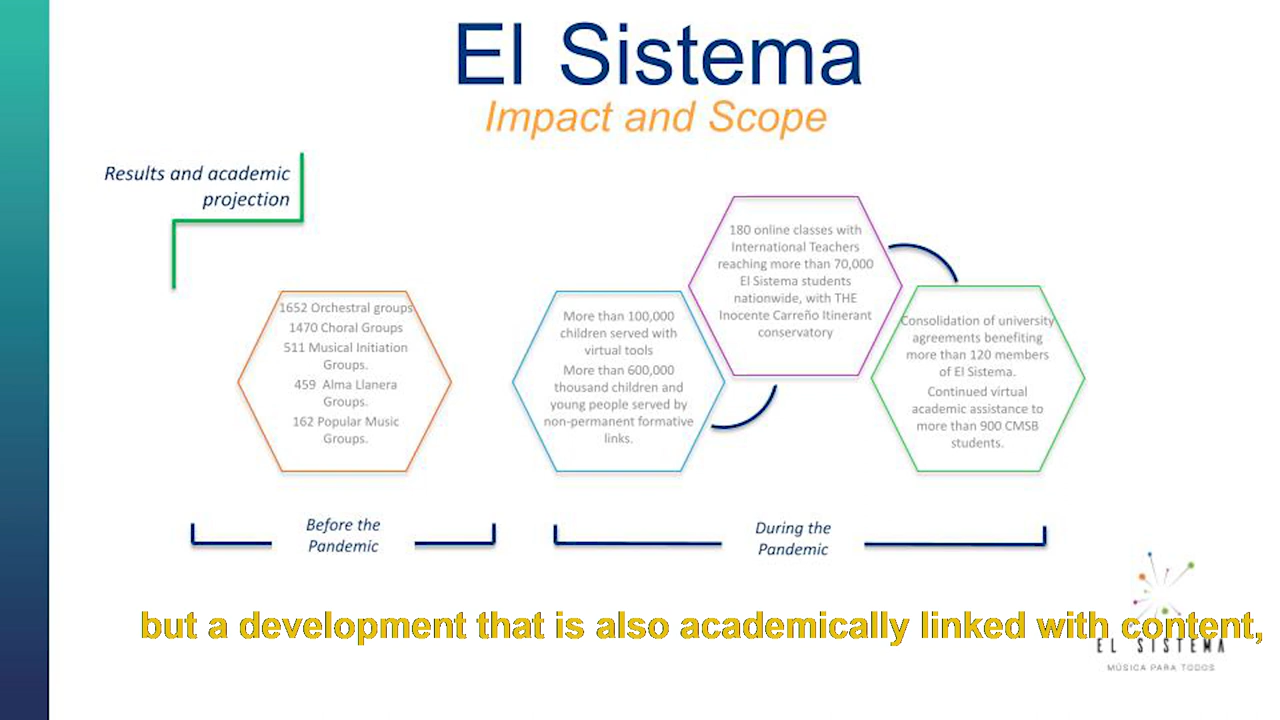 El Sistema
Impact and Scope
Results and academic
projection
1652 Orchestral groups
1470 Choral Groups
511 Musical Initiation
Groups.
459 Alma Llanera
Groups.
162 Popular Music
Groups.
More than 100,000
children served with
virtual tools
More than 600,000
thousand children and
young people served by
non-permanent formative
links.
180 online classes with
International Teachers
reaching more than 70,000
El Sistema students
nationwide, with THE
Inocente Carreño Itinerant
conservatory
Consolidation of university
agreements benefiting
more than 120 members
of El Sistema.
Continued virtual
academic assistance to
more than 900 CMSB
students.
Before the
Pandemic
During the
Pandemic
but a development that is also academically linked with content,
EL SISTEMA
MÚSICA PARA TODOS